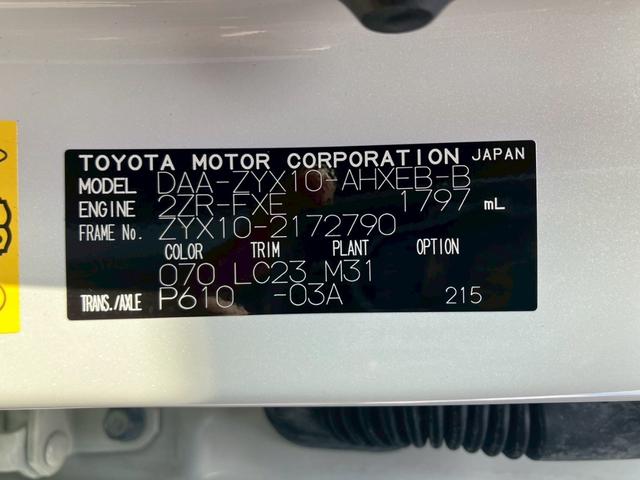 TOYOTA MOTOR CORPORATION JAPAN
MODEL DAA-ZYX10-AHXEB-B
ENGINE 2ZR-FXE 1797 mL
FRAME No. ZYX10-2172790
COLOR TRIM PLANT OPTION
070 LC23 M31
TRANS./AXLE P610 -03A 215